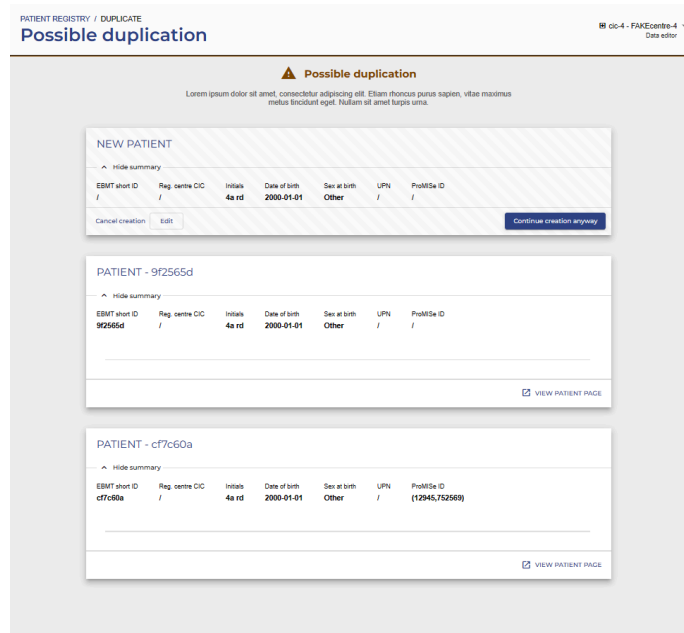 PATIENT REGISTRY / DUPLICATE
Possible duplication
cic-4 - FAKEcentre-4
Data editor
Possible duplication
Lorem ipsum dolor sit amet, consectetur adipiscing elit. Etiam rhoncus purus sapien, vitae maximus
metus tincidunt eget. Nullam sit amet turpis urna.
NEW PATIENT
Hide summary
EBMT short ID Reg. centre CIC Initials Date of birth Sex at birth UPN ProMISe ID
/ / 4a rd 2000-01-01 Other / /
Cancel creation Edit Continue creation anyway
PATIENT - 9f2565d
Hide summary
EBMT short ID Reg. centre CIC Initials Date of birth Sex at birth UPN ProMISe ID
9f2565d / 4a rd 2000-01-01 Other / /
VIEW PATIENT PAGE
PATIENT - cf7c60a
Hide summary
EBMT short ID Reg. centre CIC Initials Date of birth Sex at birth UPN ProMISe ID
cf7c60a / 4a rd 2000-01-01 Other / (12945,752569)
VIEW PATIENT PAGE